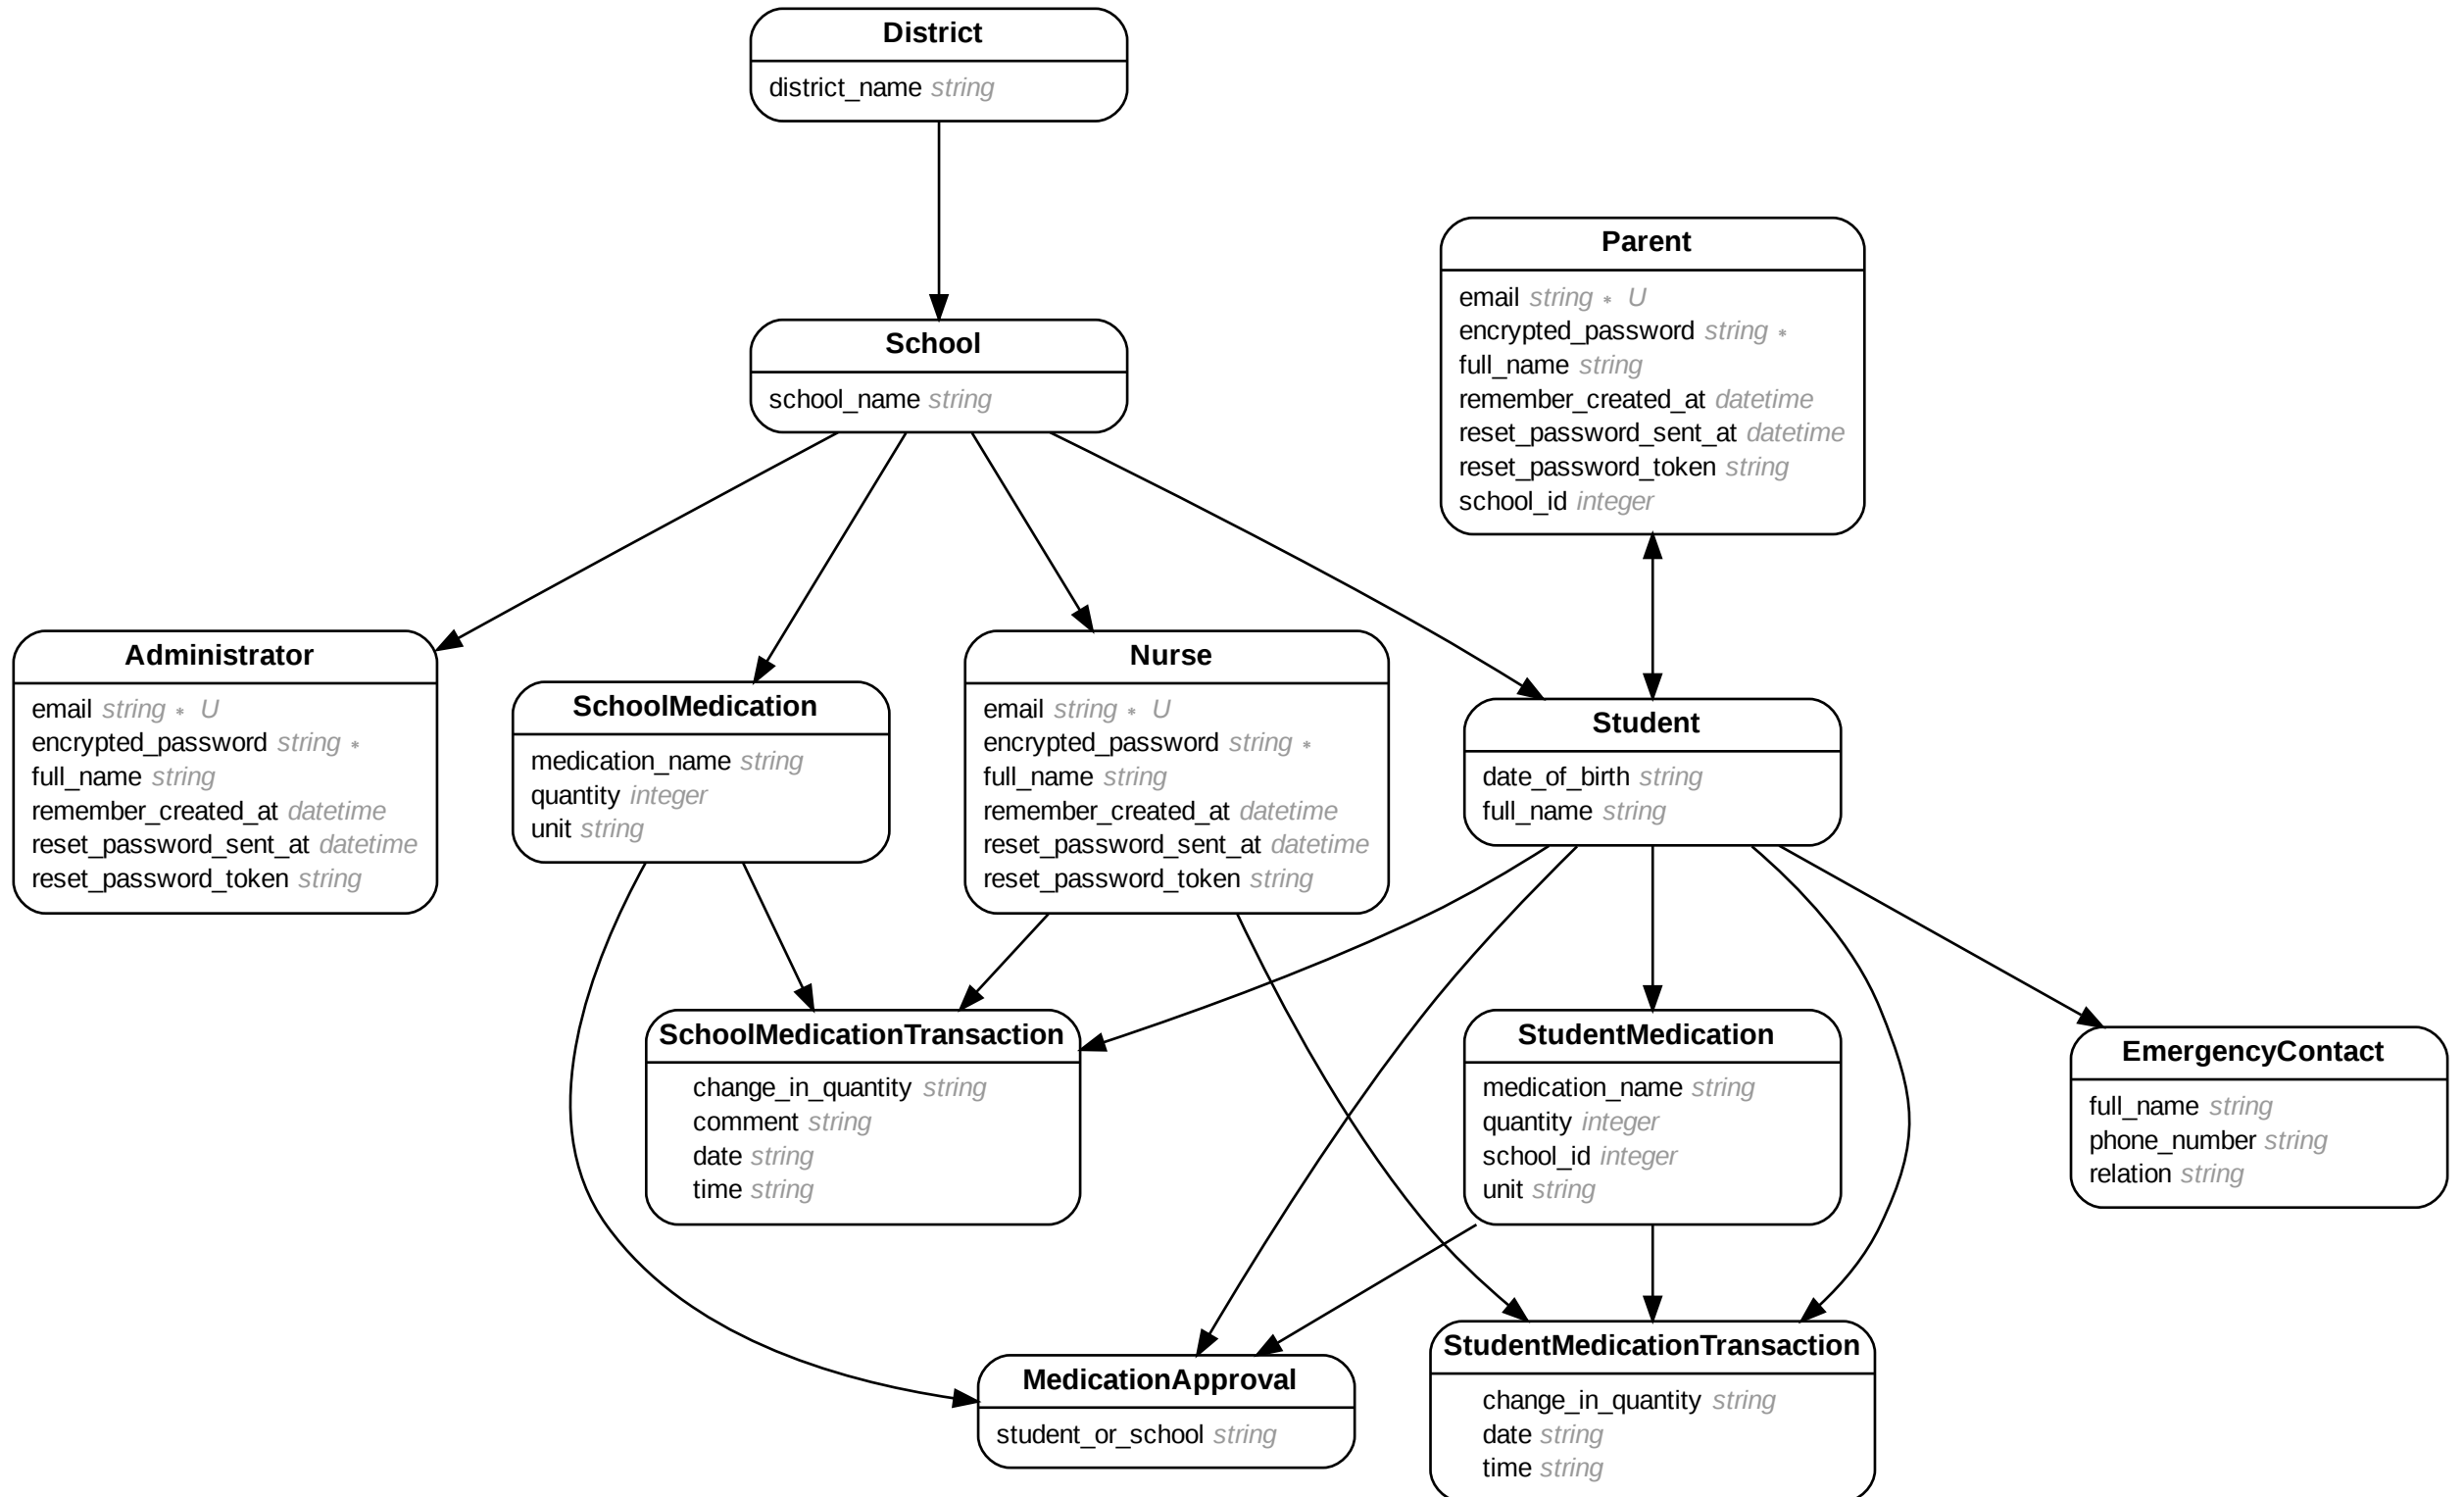 District
district_name string
School
school_name string
Parent
email string * U
encrypted_password string *
full_name string
remember_created_at datetime
reset_password_sent_at datetime
reset_password_token string
school_id integer
Administrator
email string * U
encrypted_password string *
full_name string
remember_created_at datetime
reset_password_sent_at datetime
reset_password_token string
SchoolMedication
medication_name string
quantity integer
unit string
Nurse
email string * U
encrypted_password string *
full_name string
remember_created_at datetime
reset_password_sent_at datetime
reset_password_token string
Student
date_of_birth string
full_name string
SchoolMedicationTransaction
change_in_quantity string
comment string
date string
time string
StudentMedication
medication_name string
quantity integer
school_id integer
unit string
EmergencyContact
full_name string
phone_number string
relation string
MedicationApproval
student_or_school string
StudentMedicationTransaction
change_in_quantity string
date string
time string